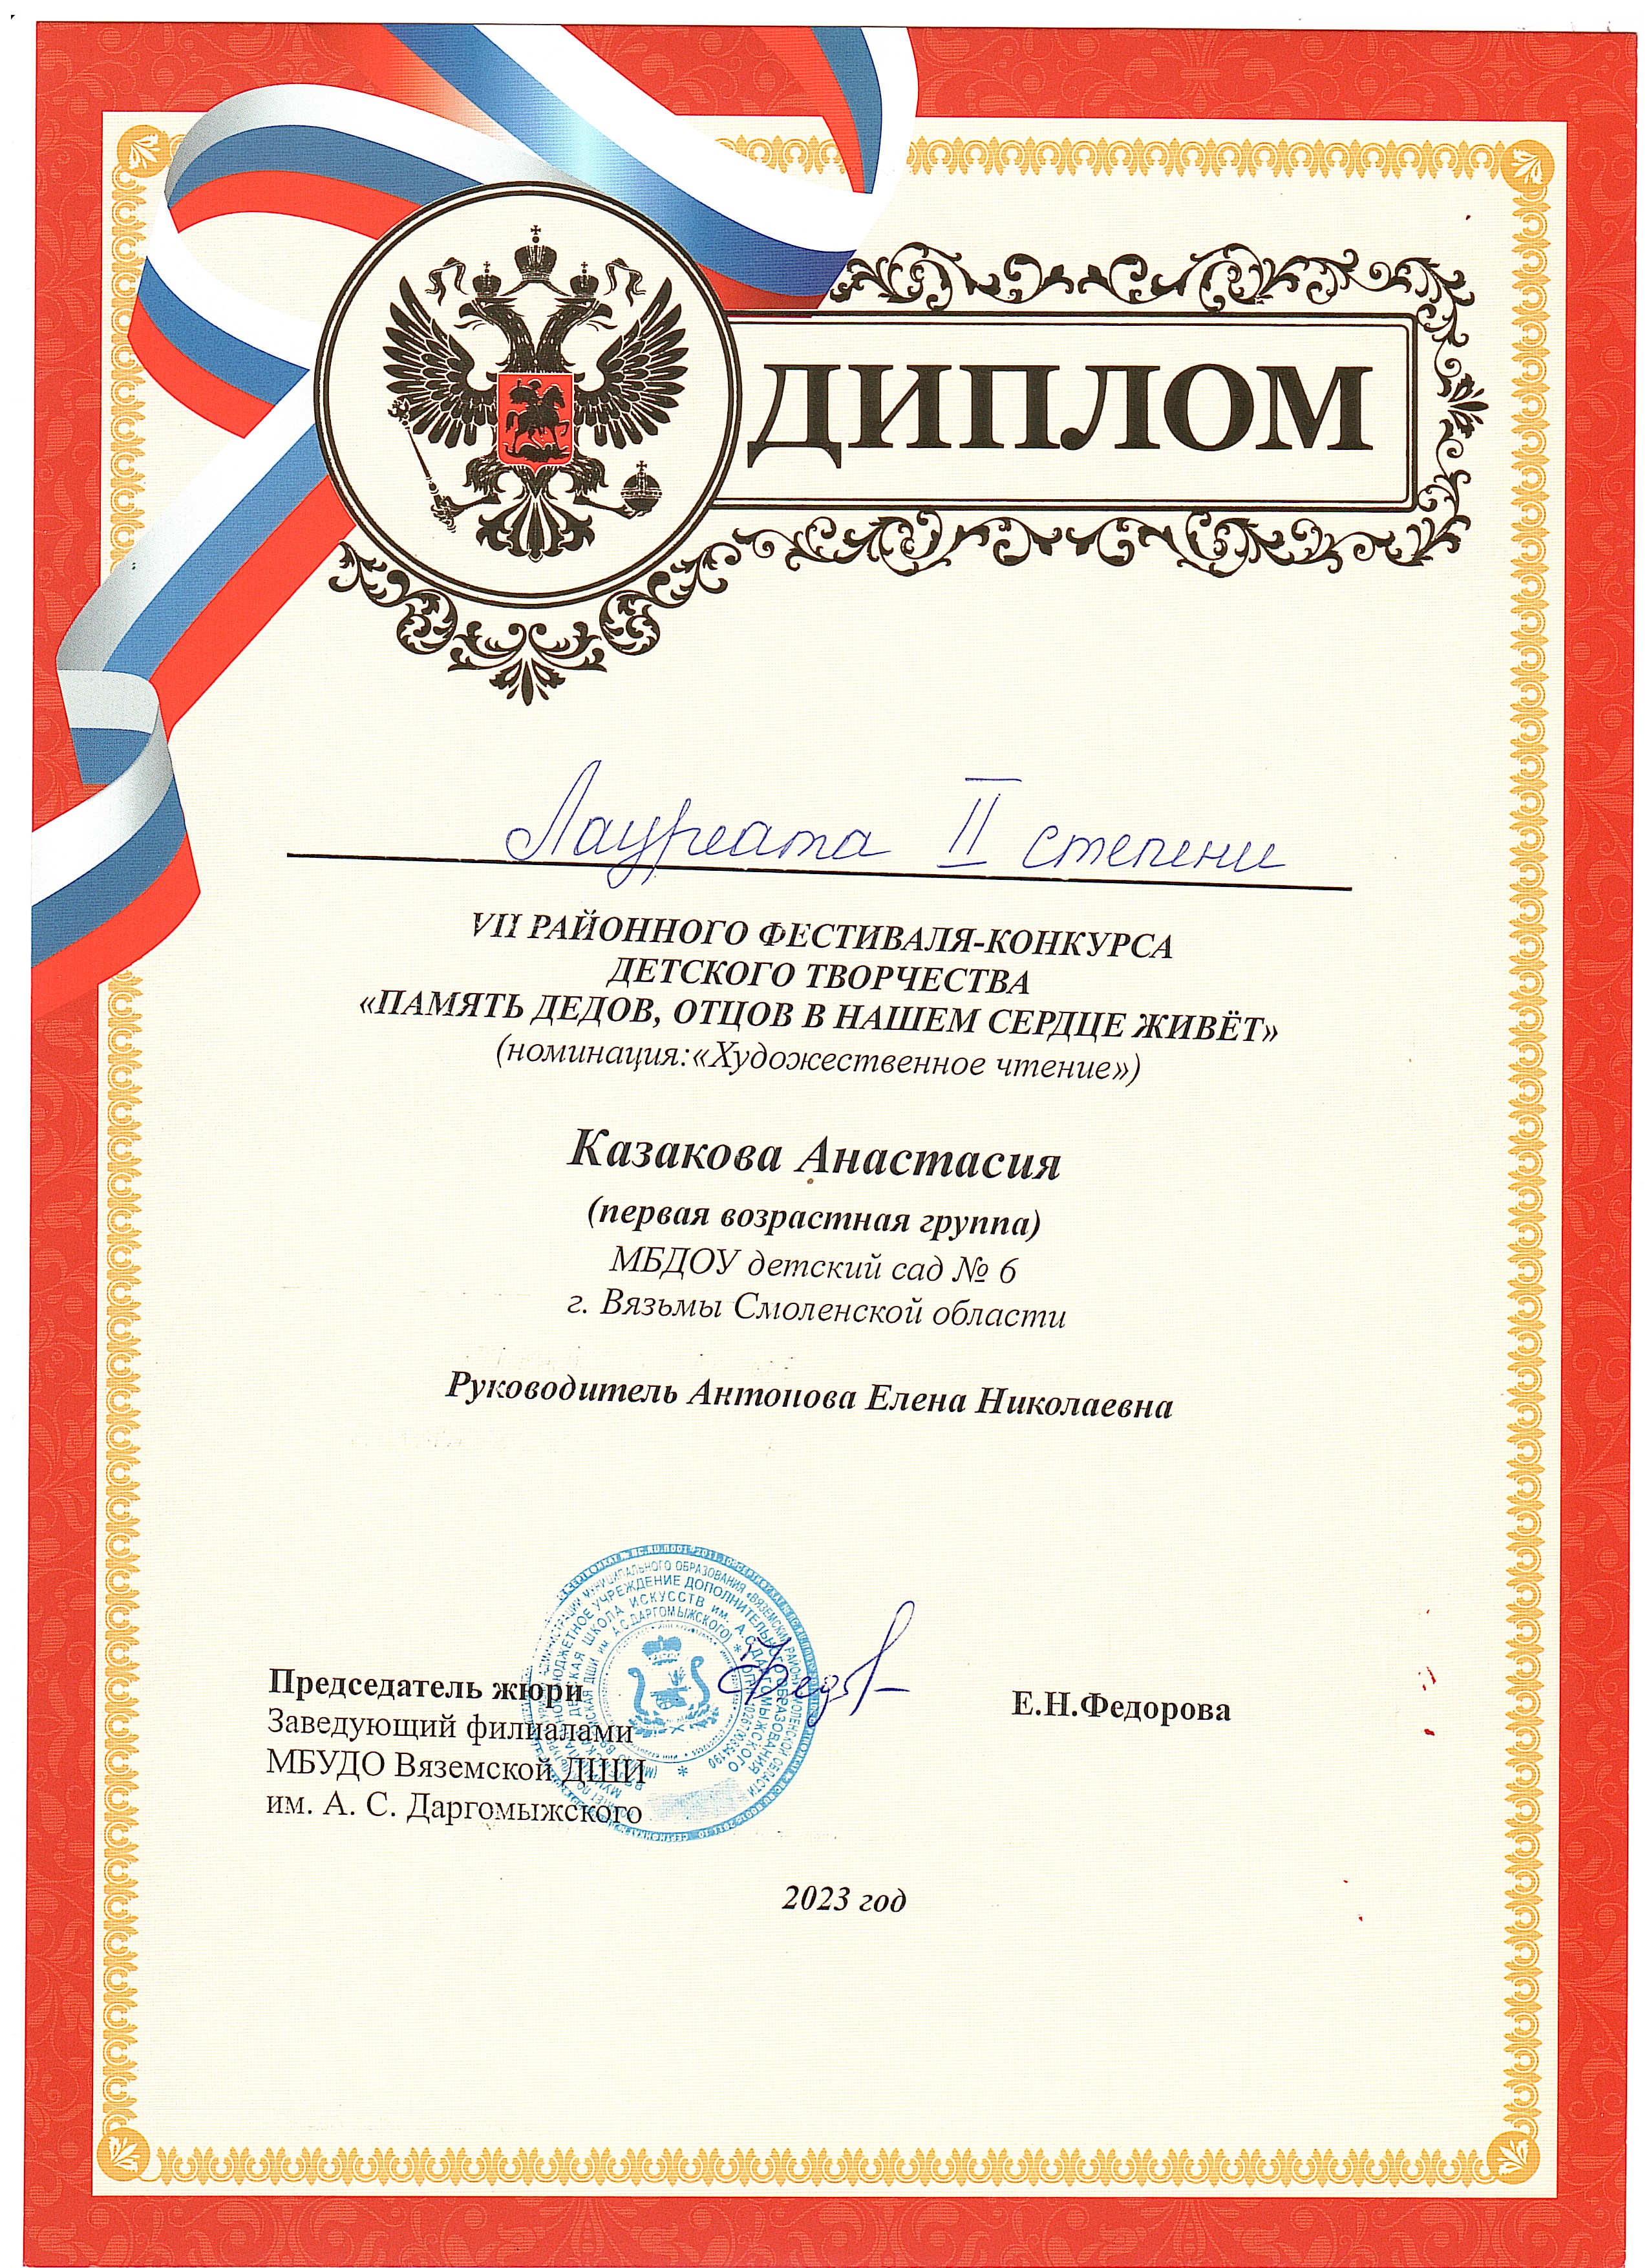 ДИПЛОМ
Лауреата II степени
VII РАЙОННОГО ФЕСТИВАЛЯ-КОНКУРСА
ДЕТСКОГО ТВОРЧЕСТВА
«ПАМЯТЬ ДЕДОВ, ОТЦОВ В НАШЕМ СЕРДЦЕ ЖИВЁТ»
(номинация:«Художественное чтение»)
Казакова Анастасия
(первая возрастная группа)
МБДОУ детский сад № 6
г. Вязьмы Смоленской области
Руководитель Антонова Елена Николаевна
Председатель жюри
Заведующий филиалами
МБУДО Вяземской ДШИ
им. А. С. Даргомыжского
Е.Н.Федорова
2023 год